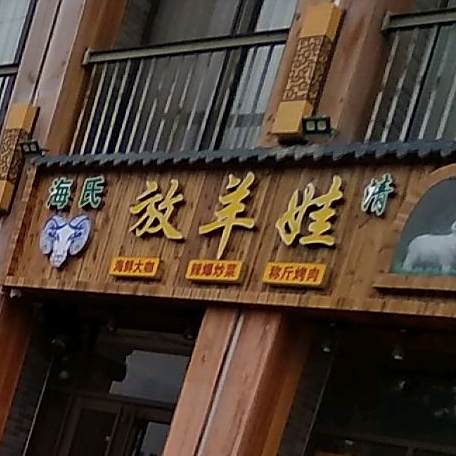 海氏 放羊娃 清
海鲜大咖 辣爆炒菜 称斤烤肉